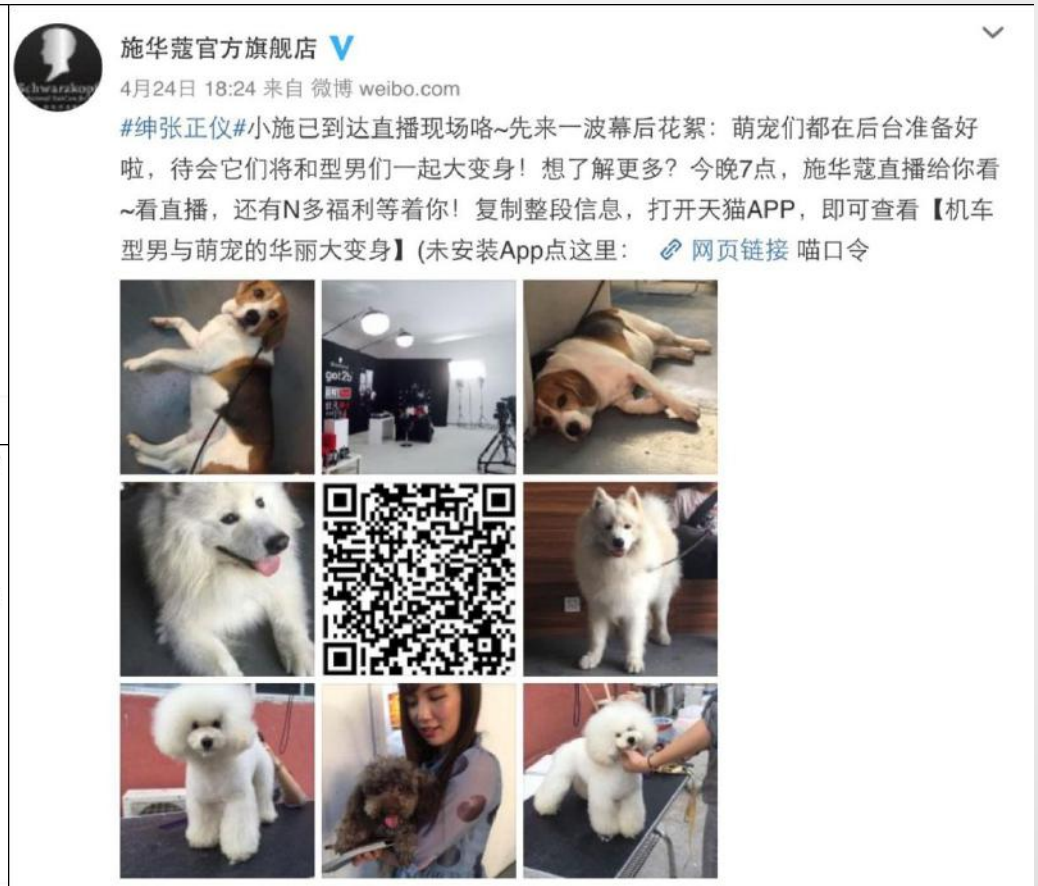 施华蔻官方旗舰店
4月24日 18:24 来自 微博 weibo.com
#绅张正仪#小施已到达直播现场咯~先来一波幕后花絮：萌宠们都在后台准备好
啦，待会它们将和型男们一起大变身！想了解更多？今晚7点，施华蔻直播给你看
~看直播，还有N多福利等着你！复制整段信息，打开天猫APP，即可查看【机车
型男与萌宠的华丽大变身】(未安装App点这里： 网页链接 喵口令
Schwarzkopf
got2b